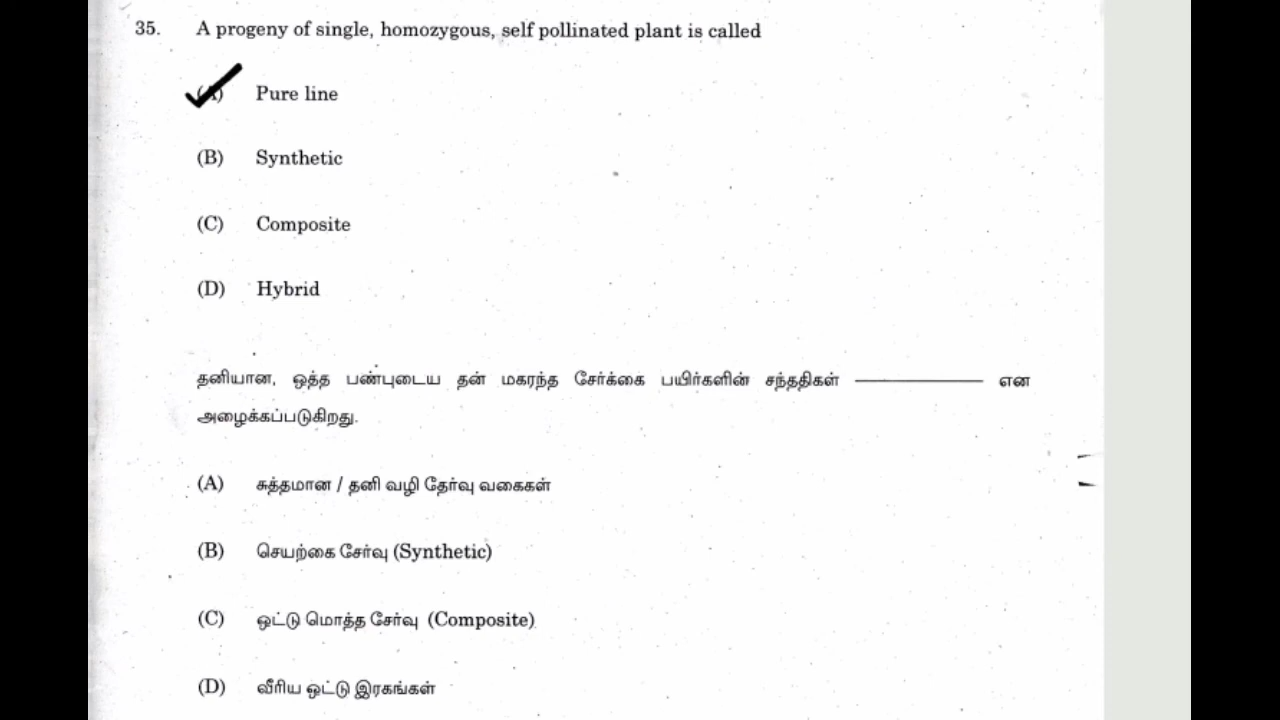 35. A progeny of single, homozygous, self pollinated plant is called
(A) Pure line
(B) Synthetic
(C) Composite
(D) Hybrid
தனியான, ஒத்த பண்புடைய தன் மகரந்த சேர்க்கை பயிர்களின் சந்ததிகள் ———— என
அழைக்கப்படுகிறது.
(A) சுத்தமான / தனி வழி தேர்வு வகைகள்
(B) செயற்கை சேர்வு (Synthetic)
(C) ஒட்டு மொத்த சேர்வு (Composite)
(D) வீரிய ஒட்டு இரகங்கள்